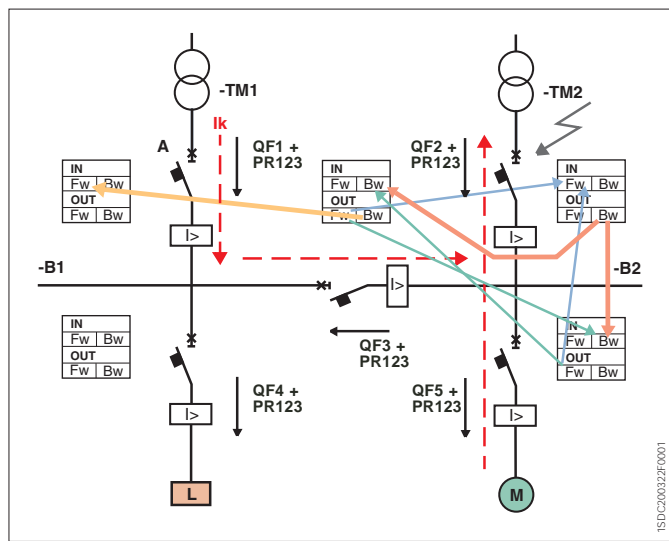 -TM1
-TM2
Ik
A
QF1 +
PR123
QF2 +
PR123
IN
Fw Bw
OUT
Fw Bw
IN
Fw Bw
OUT
Fw Bw
IN
Fw Bw
OUT
Fw Bw
I>
I>
-B1
-B2
I>
IN
Fw Bw
OUT
Fw Bw
IN
Fw Bw
OUT
Fw Bw
QF3 +
PR123
QF4 +
PR123
QF5 +
PR123
I>
I>
L
M
1SDC200322F0001